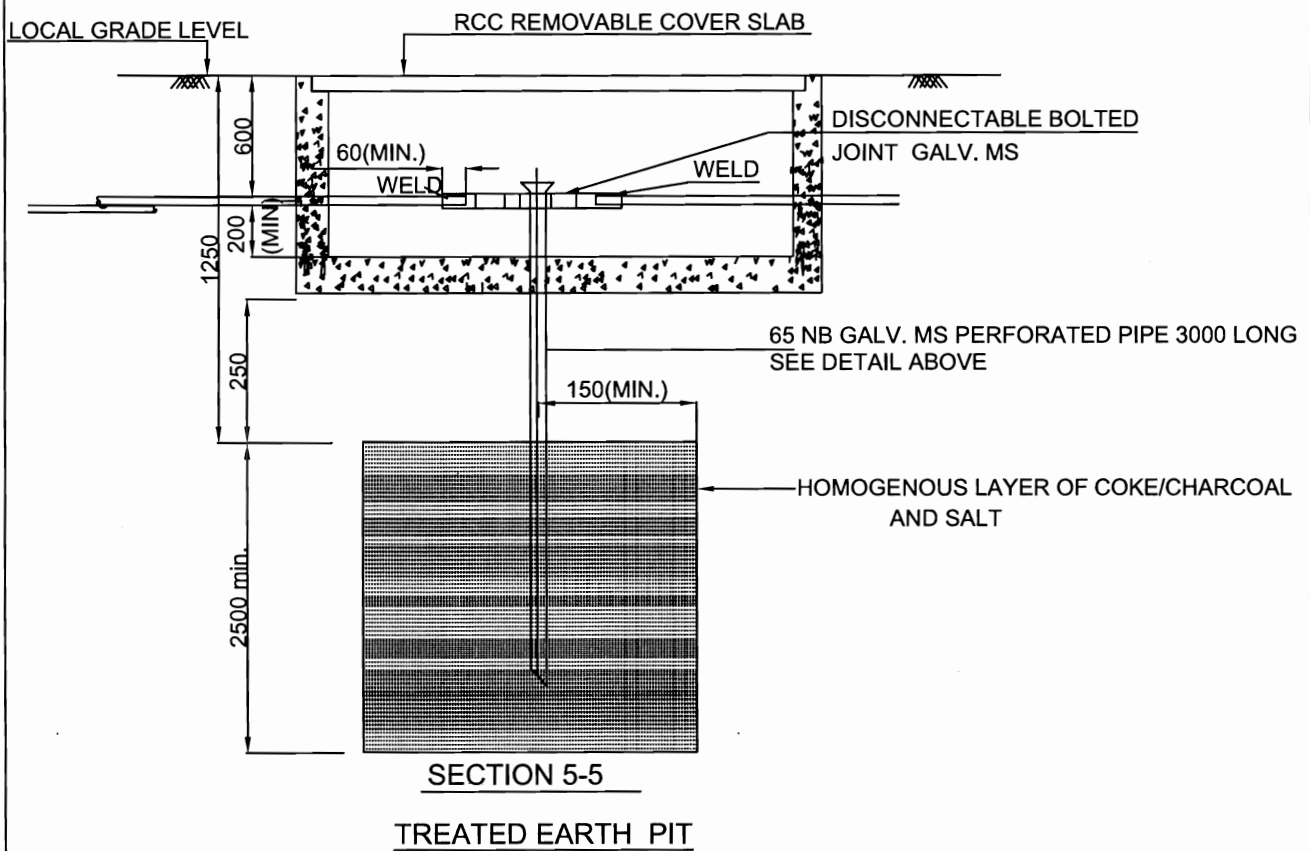 LOCAL GRADE LEVEL
RCC REMOVABLE COVER SLAB
600
DISCONNECTABLE BOLTED
JOINT GALV. MS
60(MIN.)
WELD
WELD
1250
200
(MIN)
250
65 NB GALV. MS PERFORATED PIPE 3000 LONG
SEE DETAIL ABOVE
150(MIN.)
HOMOGENOUS LAYER OF COKE/CHARCOAL
AND SALT
2500 min.
SECTION 5-5
TREATED EARTH PIT